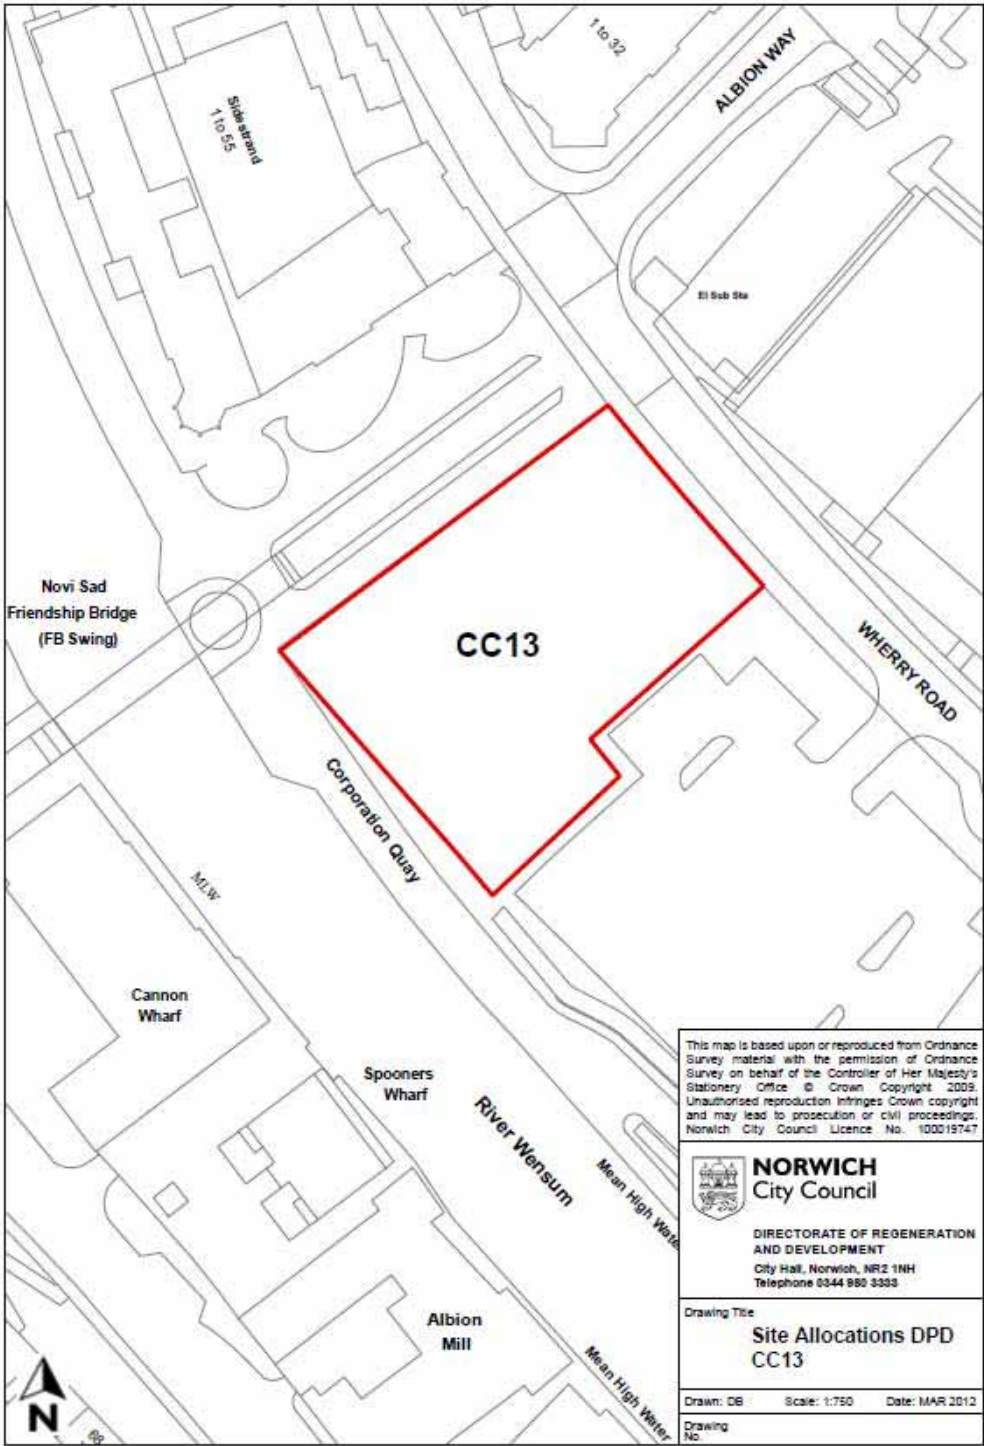 1 to 32
ALBION WAY
Sidestrand
1 to 55
El Sub Sta
Novi Sad
Friendship Bridge
(FB Swing)
CC13
WHERRY ROAD
Corporation Quay
MLW
Cannon
Wharf
Spooners
Wharf
River Wensum
Mean High Water
Albion
Mill
Mean High Water
N
68
This map is based upon or reproduced from Ordnance
Survey material with the permission of Ordnance
Survey on behalf of the Controller of Her Majesty's
Stationery Office © Crown Copyright 2009.
Unauthorised reproduction infringes Crown copyright
and may lead to prosecution or civil proceedings.
Norwich City Council Licence No. 100019747
NORWICH
City Council
DIRECTORATE OF REGENERATION
AND DEVELOPMENT
City Hall, Norwich, NR2 1NH
Telephone 0344 980 3333
Drawing Title
Site Allocations DPD
CC13
Drawn: DB Scale: 1:750 Date: MAR 2012
Drawing
No.